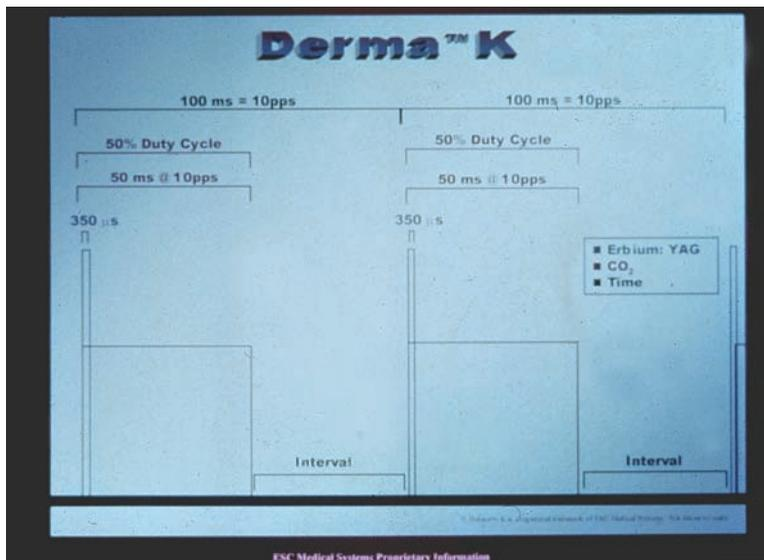 Derma™ K
100 ms = 10pps 100 ms = 10pps
50% Duty Cycle 50% Duty Cycle
50 ms @ 10pps 50 ms @ 10pps
350 µs 350 µs
Erbium: YAG
CO₂
Time
Interval Interval
ESC Medical Systems Proprietary Information